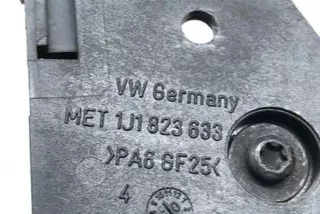 VW Germany
MET 1J1 823 633
>PA6 GF25<
4